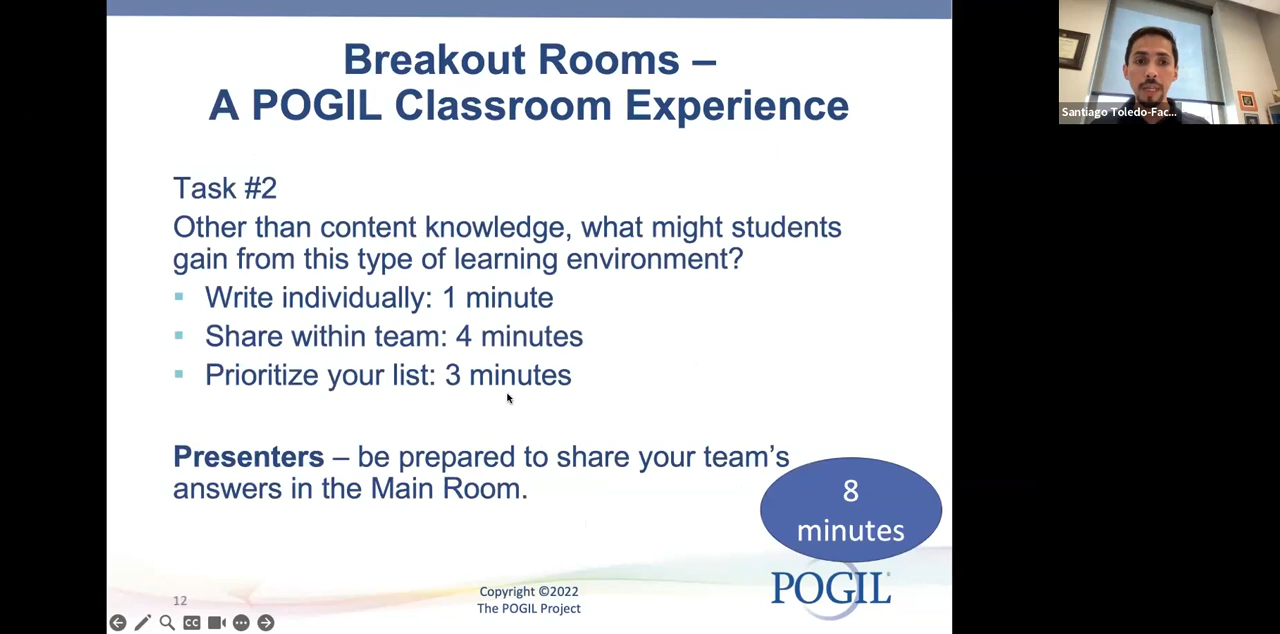 Breakout Rooms –
A POGIL Classroom Experience
Task #2
Other than content knowledge, what might students
gain from this type of learning environment?
▪ Write individually: 1 minute
▪ Share within team: 4 minutes
▪ Prioritize your list: 3 minutes
Presenters – be prepared to share your team's
answers in the Main Room.
8
minutes
POGIL
Copyright ©2022
The POGIL Project
12
CC
Santiago Toledo-Fac...